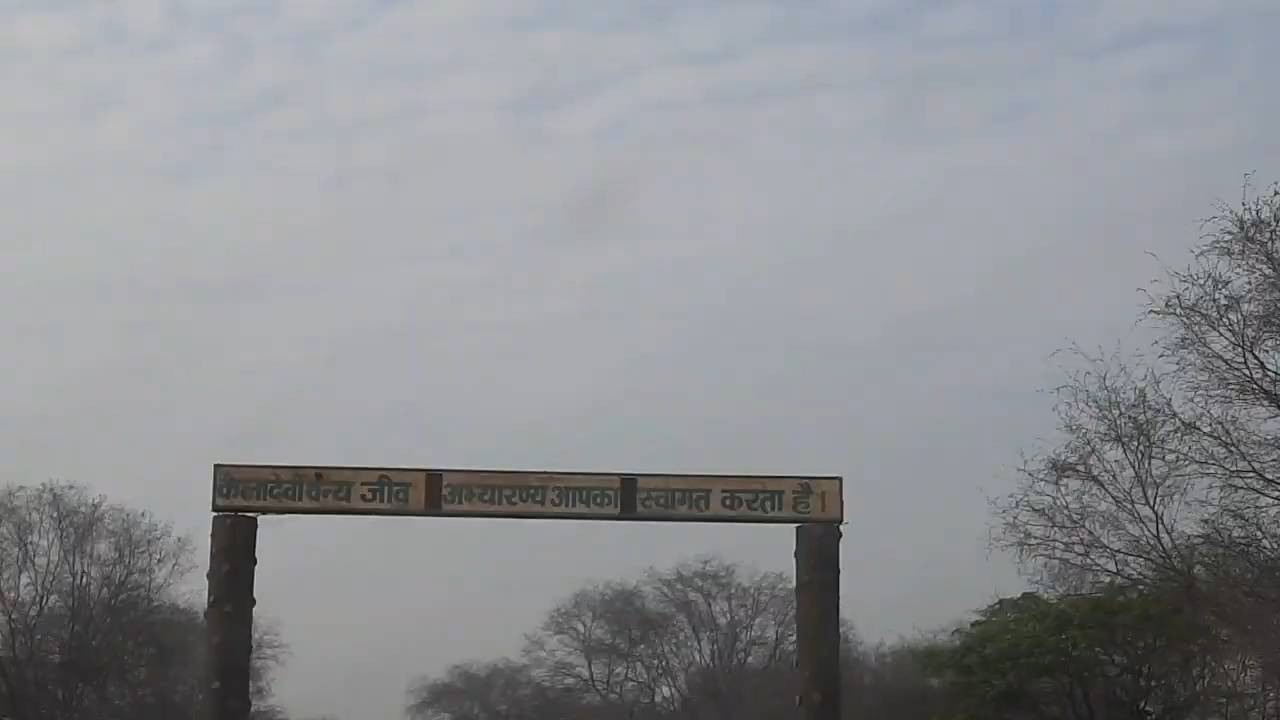 कैलादेवी वन्य जीव अभ्यारण्य आपका स्वागत करता है।